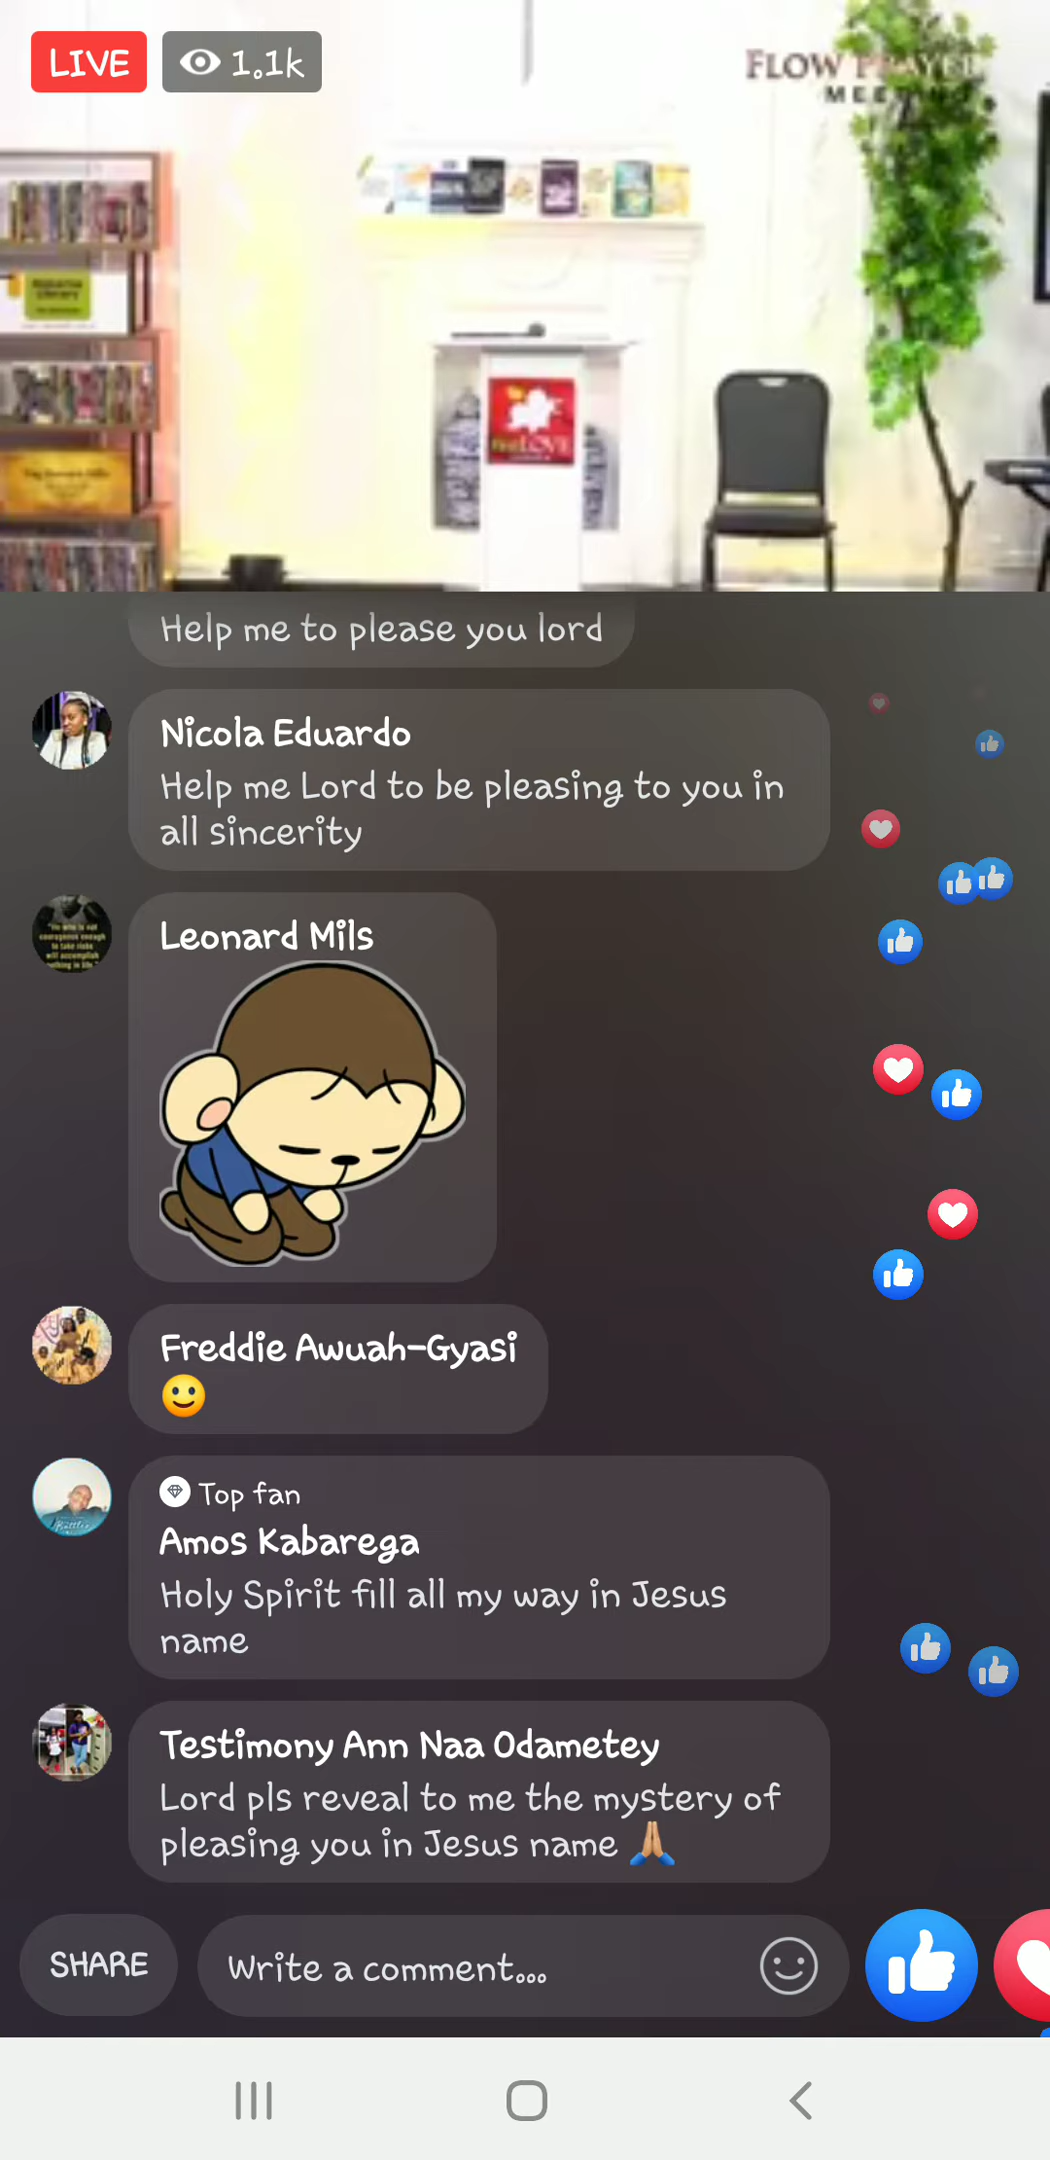 LIVE 1.1k
FLOW PRAYER
MEETING
Help me to please you lord
Nicola Eduardo
Help me Lord to be pleasing to you in
all sincerity
Leonard Mils
Freddie Awuah-Gyasi
🙂
Top fan
Amos Kabarega
Holy Spirit fill all my way in Jesus
name
Testimony Ann Naa Odametey
Lord pls reveal to me the mystery of
pleasing you in Jesus name 🙏🏽
SHARE
Write a comment...